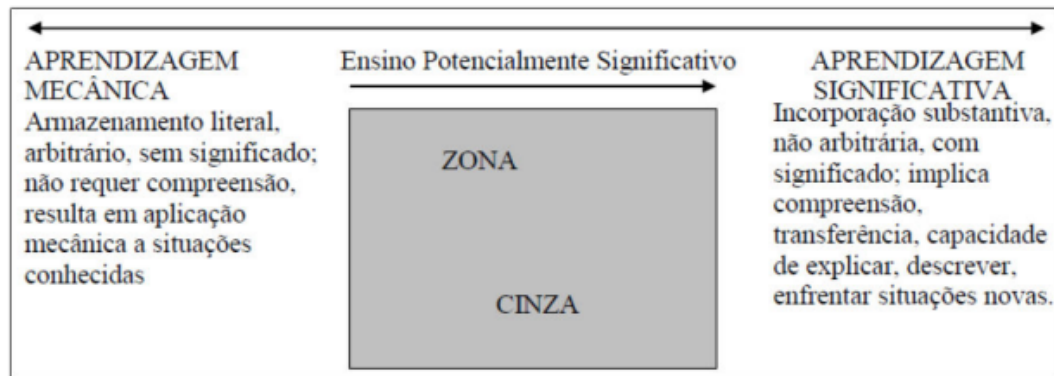 APRENDIZAGEM
MECÂNICA
Armazenamento literal,
arbitrário, sem significado;
não requer compreensão,
resulta em aplicação
mecânica a situações
conhecidas
Ensino Potencialmente Significativo
ZONA
CINZA
APRENDIZAGEM
SIGNIFICATIVA
Incorporação substantiva,
não arbitrária, com
significado; implica
compreensão,
transferência, capacidade
de explicar, descrever,
enfrentar situações novas.